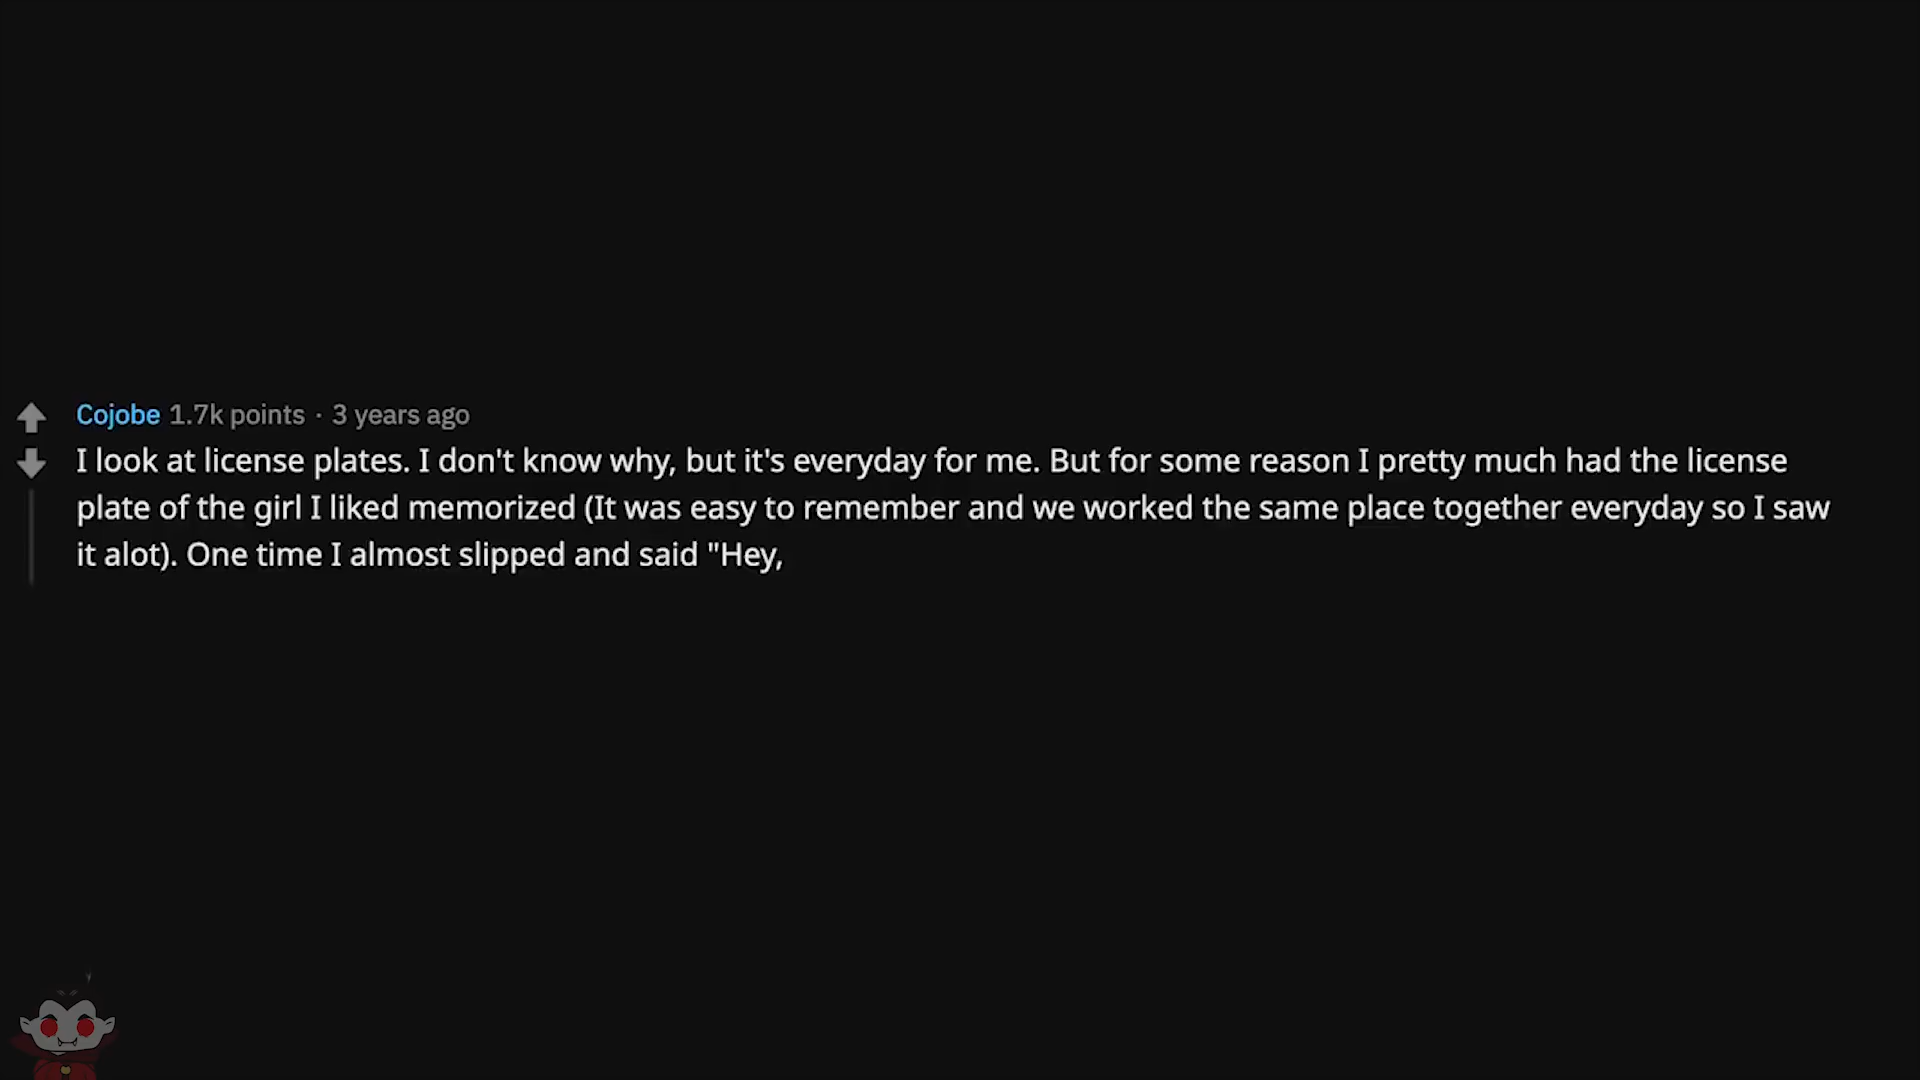 Cojobe 1.7k points · 3 years ago
I look at license plates. I don't know why, but it's everyday for me. But for some reason I pretty much had the license
plate of the girl I liked memorized (It was easy to remember and we worked the same place together everyday so I saw
it alot). One time I almost slipped and said "Hey,